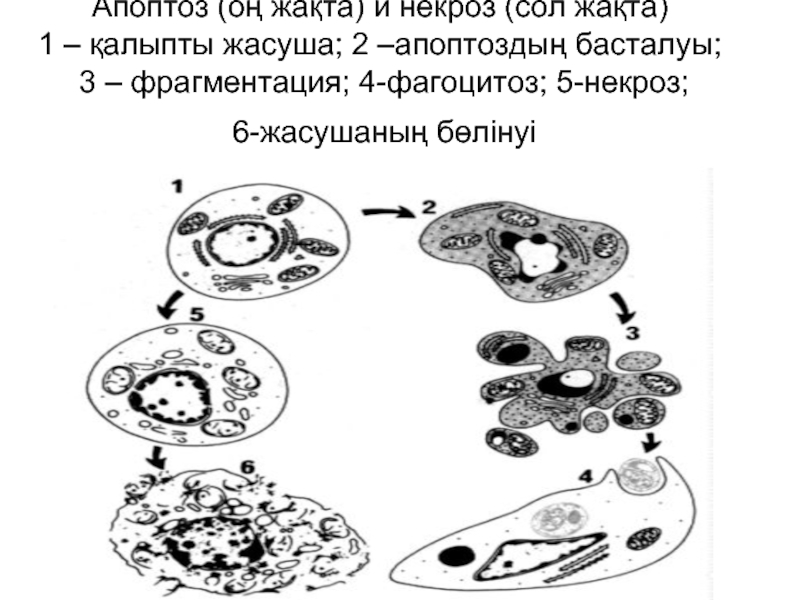 Апоптоз (оң жақта) и некроз (сол жақта)
1 – қалыпты жасуша; 2 –апоптоздың басталуы;
3 – фрагментация; 4-фагоцитоз; 5-некроз;
6-жасушаның бөлінуі
1
2
5
3
6
4